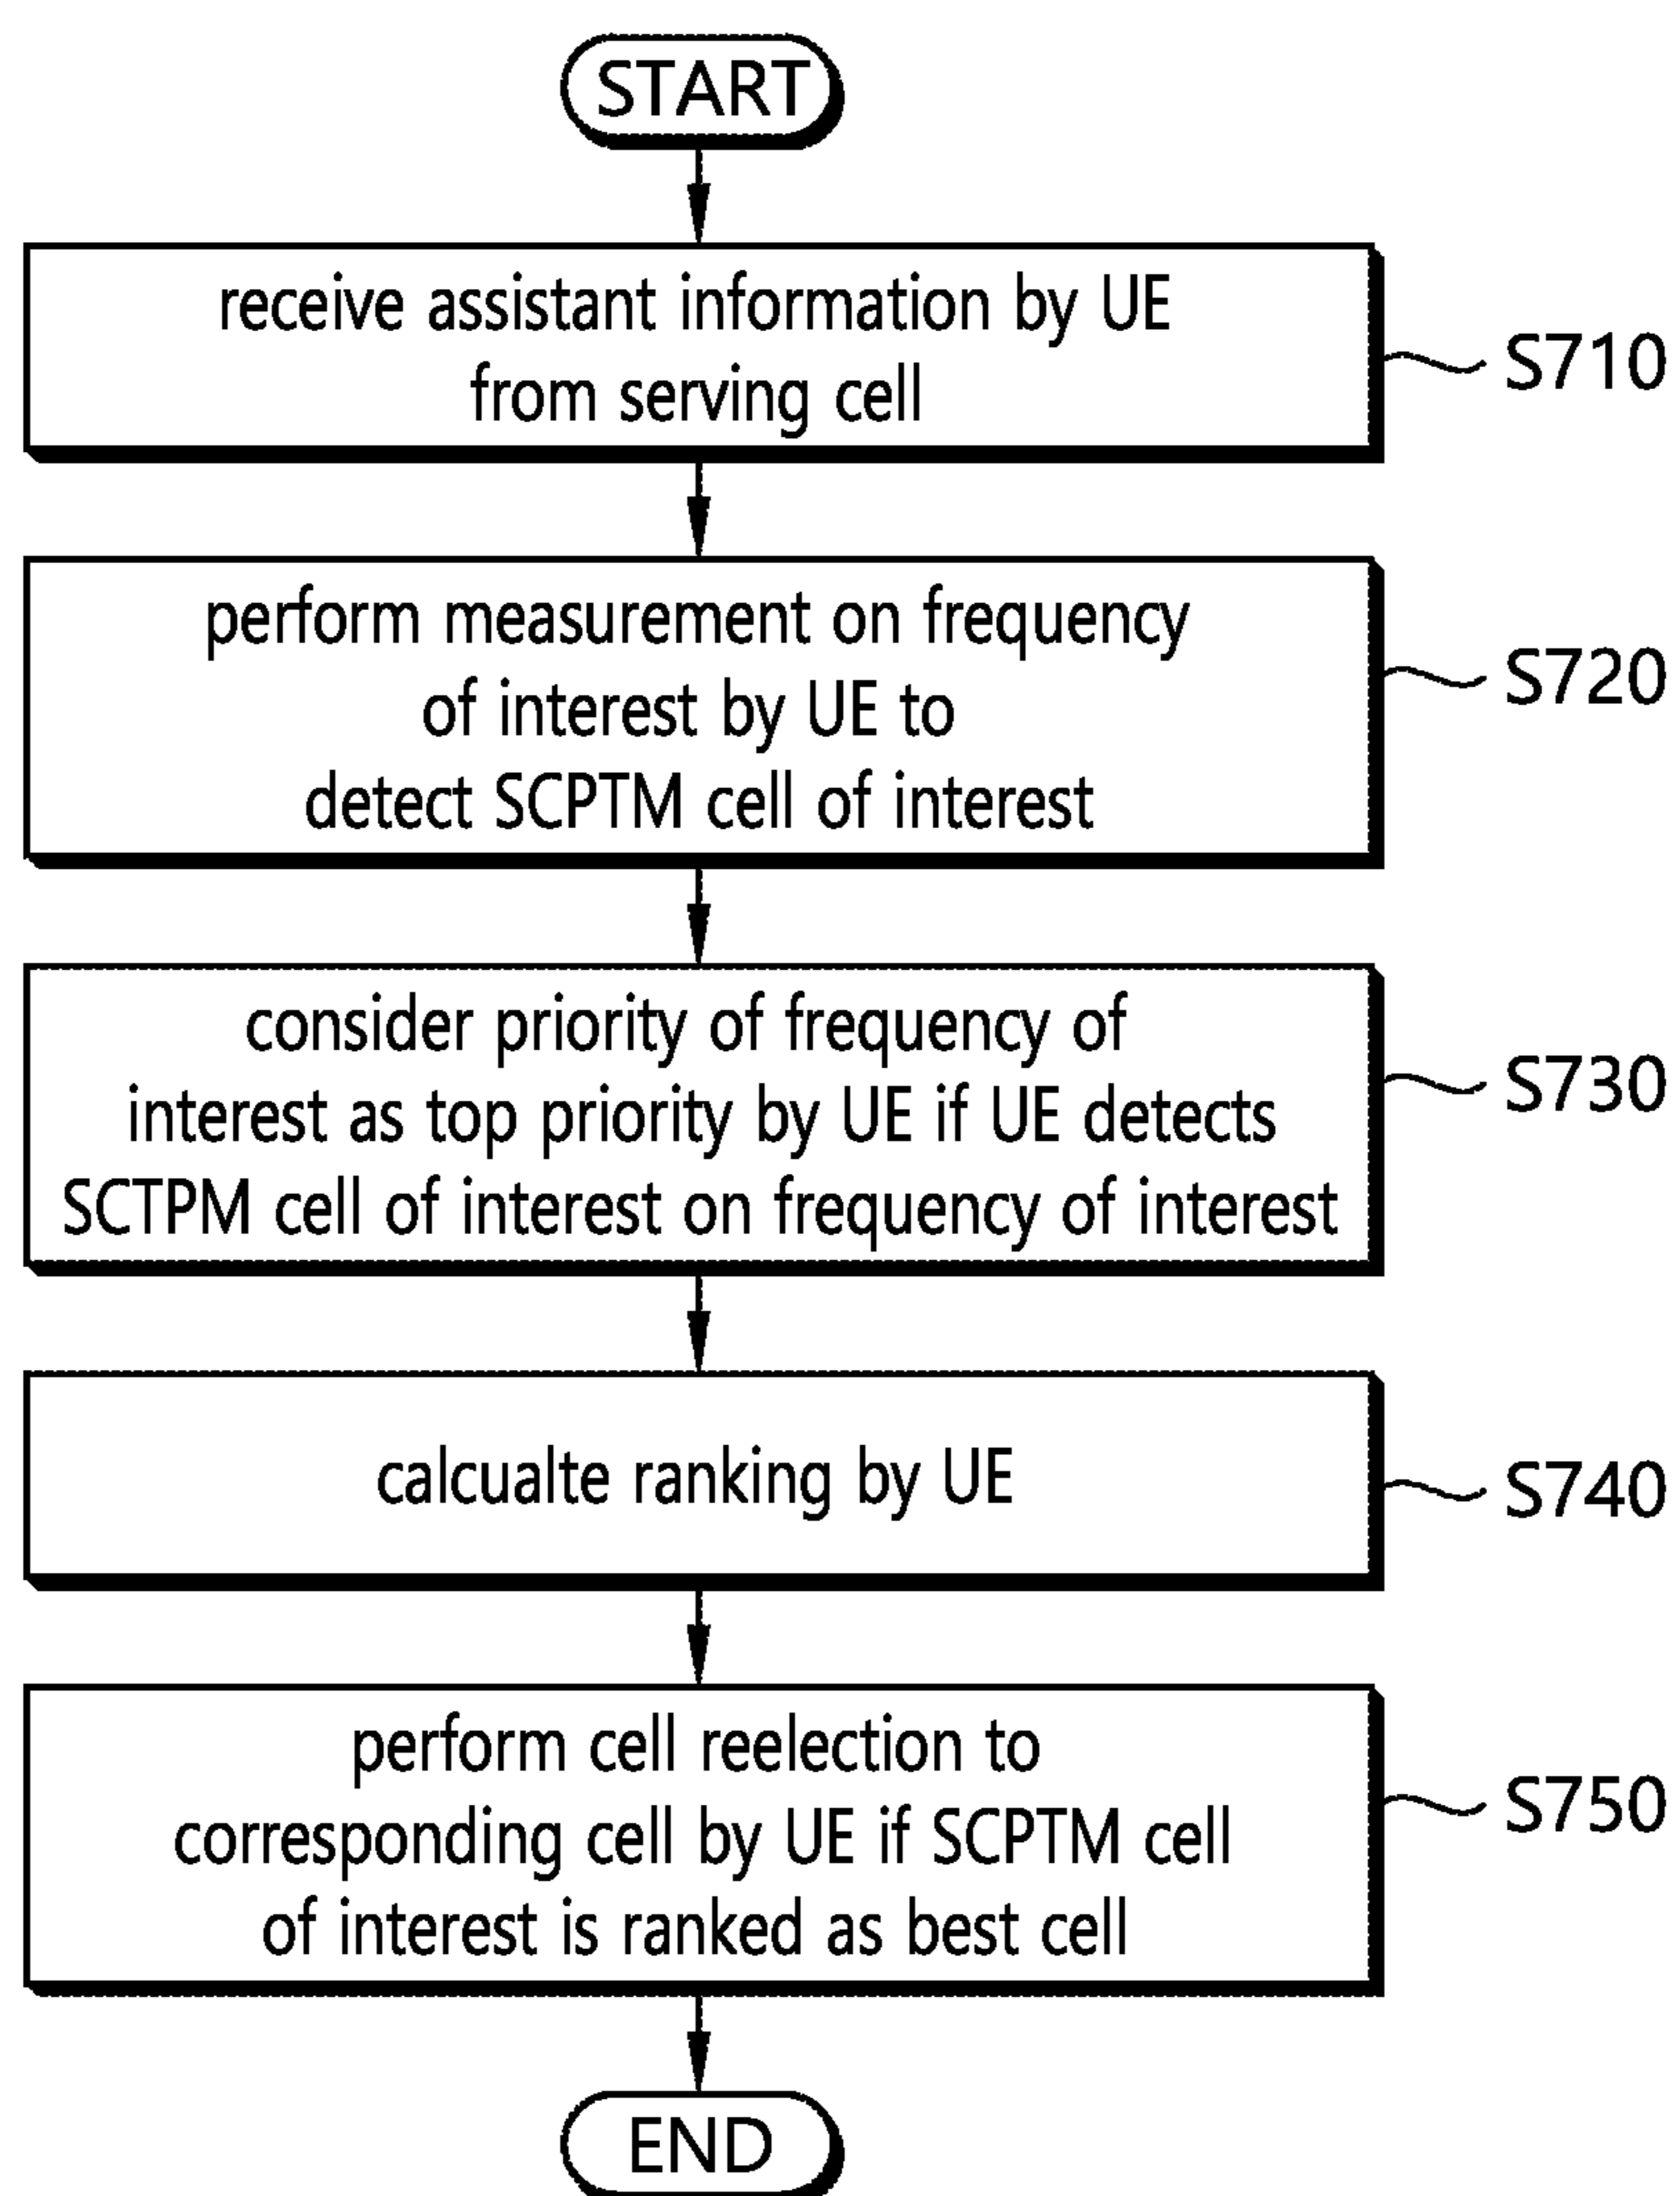 START
receive assistant information by UE
from serving cell
S710
perform measurement on frequency
of interest by UE to
detect SCPTM cell of interest
S720
consider priority of frequency of
interest as top priority by UE if UE detects
SCTPM cell of interest on frequency of interest
S730
calcualte ranking by UE
S740
perform cell reelection to
corresponding cell by UE if SCPTM cell
of interest is ranked as best cell
S750
END